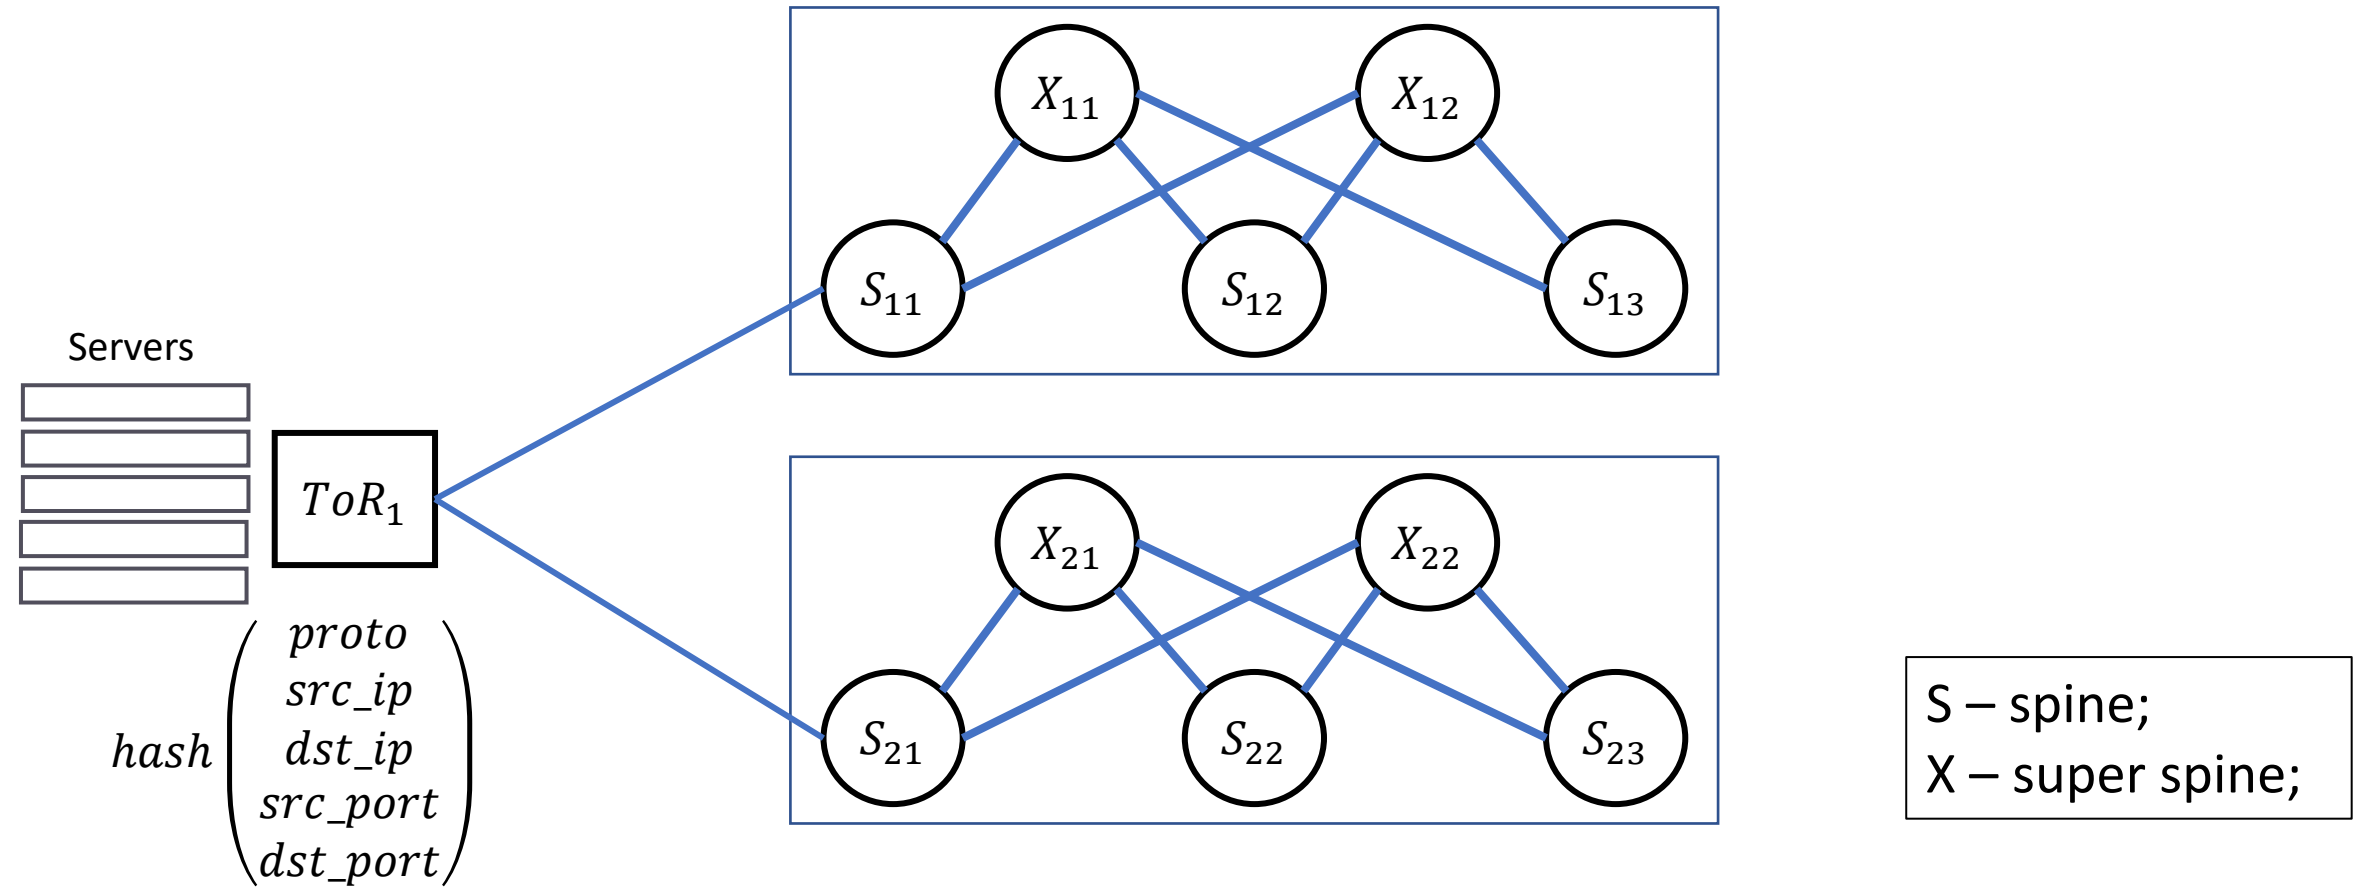 X₁₁ X₁₂
S₁₁ S₁₂ S₁₃
Servers
ToR₁
X₂₁ X₂₂
S₂₁ S₂₂ S₂₃
hash
proto
src_ip
dst_ip
src_port
dst_port
S – spine;
X – super spine;